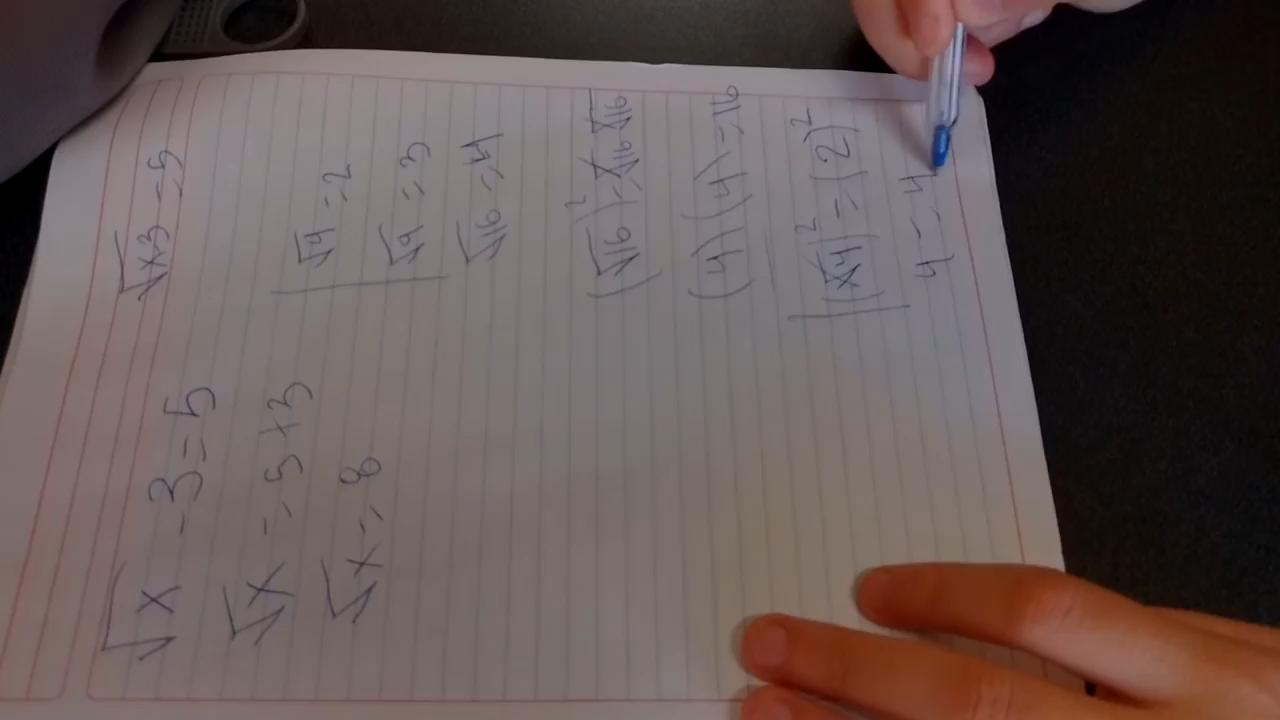 √x - 3 = 5
√x = 5 + 3
√x = 8
√x3 = 5
√4 = 2
√9 = 3
√16 = 4
(√16)² = √16 √16
(4) (4) = 16
(√4)² = (2)²
4 = 4